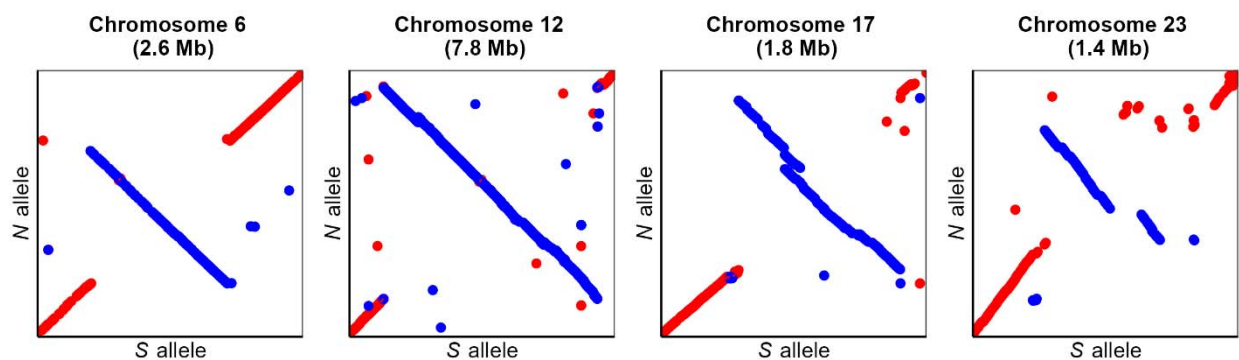 Chromosome 6
(2.6 Mb)
Chromosome 12
(7.8 Mb)
Chromosome 17
(1.8 Mb)
Chromosome 23
(1.4 Mb)
N allele
S allele
N allele
S allele
N allele
S allele
N allele
S allele